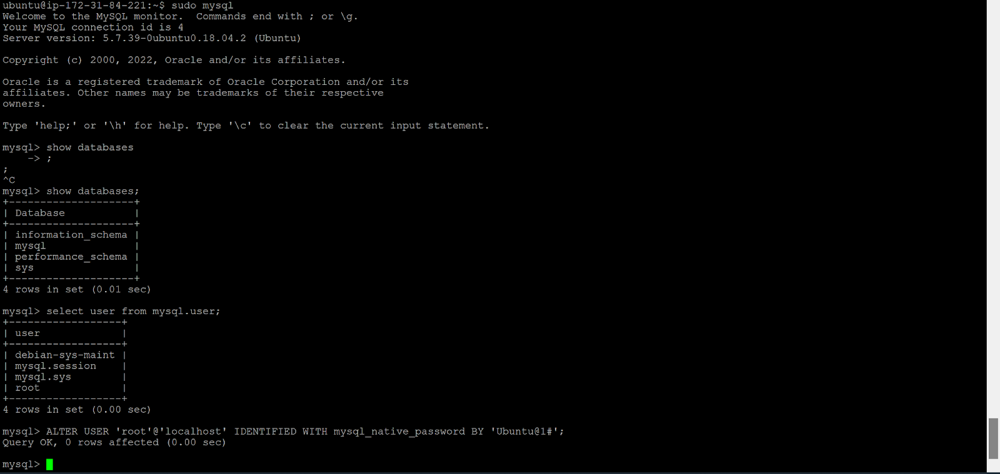 ubuntu@ip-172-31-84-221:~$ sudo mysql
Welcome to the MySQL monitor.  Commands end with ; or \g.
Your MySQL connection id is 4
Server version: 5.7.39-0ubuntu0.18.04.2 (Ubuntu)

Copyright (c) 2000, 2022, Oracle and/or its affiliates.

Oracle is a registered trademark of Oracle Corporation and/or its
affiliates. Other names may be trademarks of their respective
owners.

Type 'help;' or '\h' for help. Type '\c' to clear the current input statement.

mysql> show databases
    -> ;
;
^C
mysql> show databases;
+--------------------+
| Database           |
+--------------------+
| information_schema |
| mysql              |
| performance_schema |
| sys                |
+--------------------+
4 rows in set (0.01 sec)

mysql> select user from mysql.user;
+------------------+
| user             |
+------------------+
| debian-sys-maint |
| mysql.session    |
| mysql.sys        |
| root             |
+------------------+
4 rows in set (0.00 sec)

mysql> ALTER USER 'root'@'localhost' IDENTIFIED WITH mysql_native_password BY 'Ubuntu@1#';
Query OK, 0 rows affected (0.00 sec)

mysql>